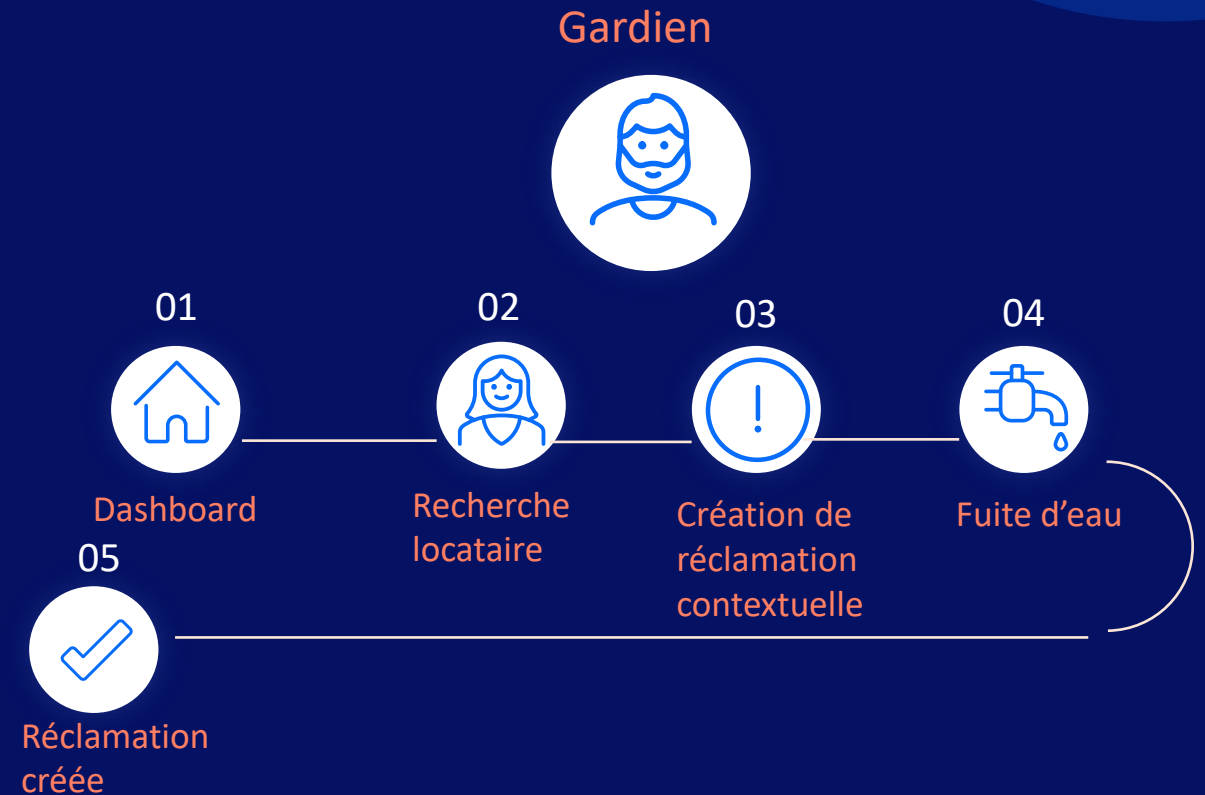 Gardien
01
02
03
04
Dashboard
Recherche
locataire
Création de
réclamation
contextuelle
Fuite d’eau
05
Réclamation
créée